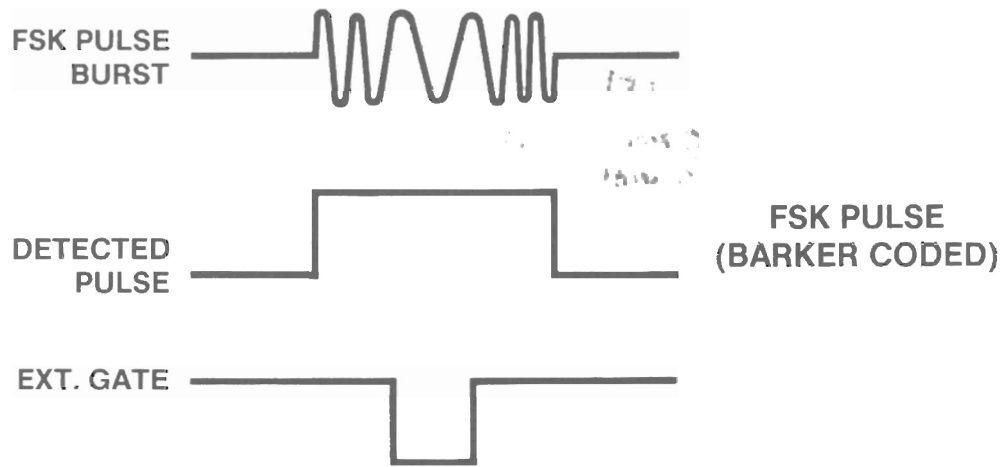 FSK PULSE
BURST
DETECTED
PULSE
FSK PULSE
(BARKER CODED)
EXT. GATE